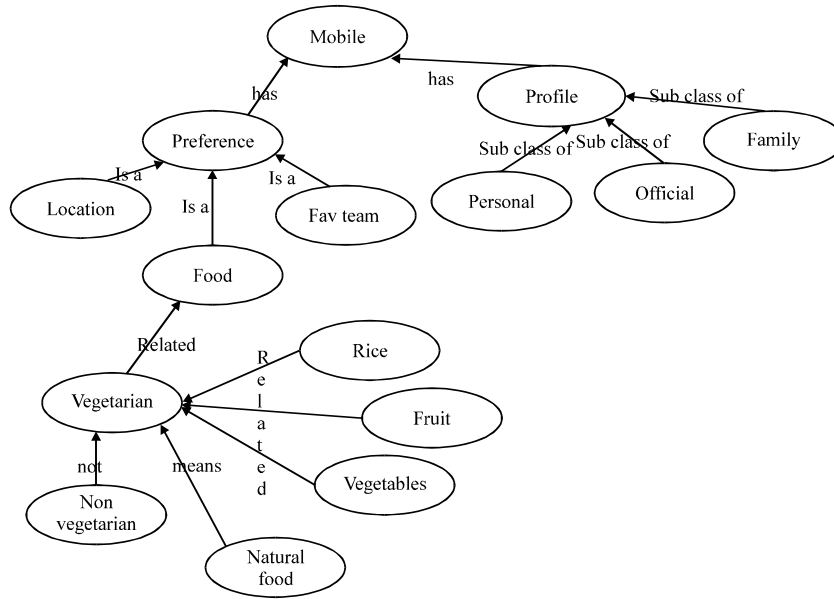 Mobile
has
has
Profile
Sub class of
Preference
Sub class of
Sub class of
Family
Is a
Is a
Location
Is a
Fav team
Personal
Official
Food
Related
Rice
Related
Vegetarian
Fruit
not
means
Vegetables
Non
vegetarian
Natural
food